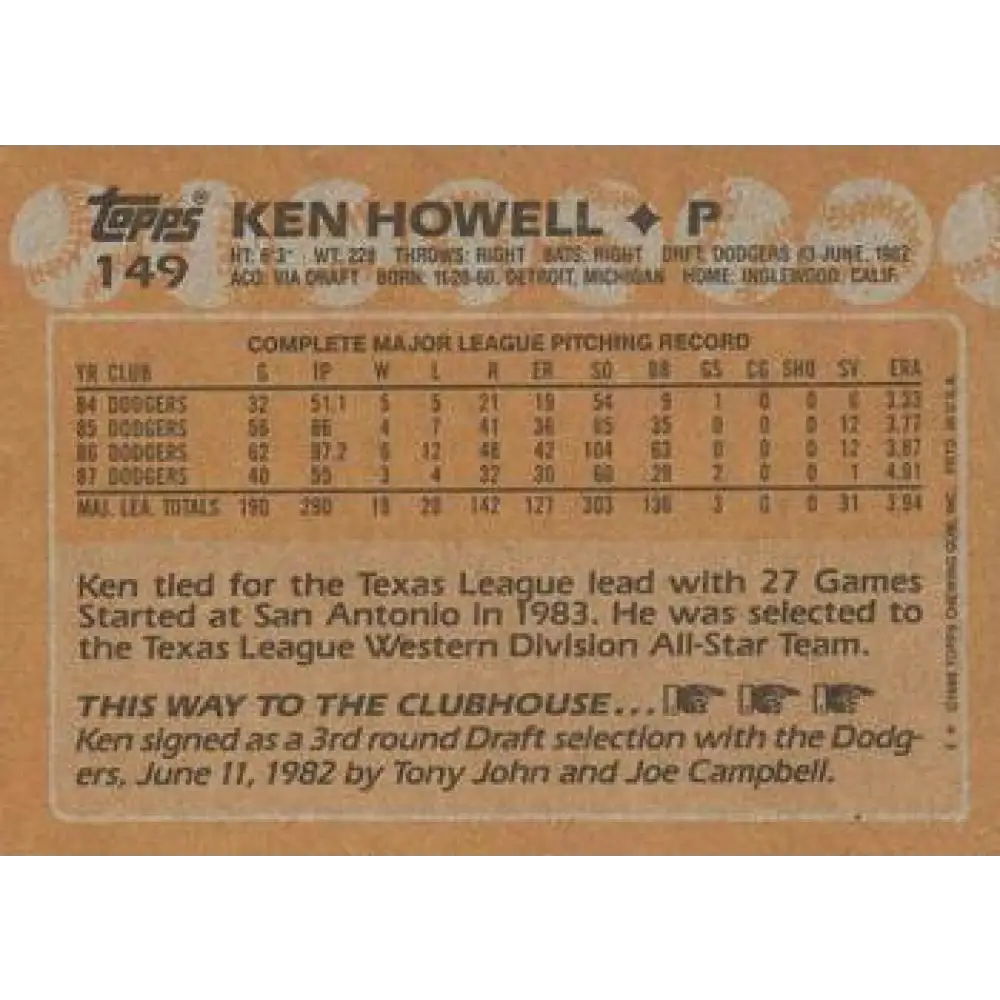 Topps®
149
KEN HOWELL ✦ P
HT: 6'3" WT. 228 THROWS: RIGHT BATS: RIGHT DRFT. DODGERS #3-JUNE, 1982
ACQ: VIA DRAFT BORN: 11-28-60, DETROIT, MICHIGAN HOME: INGLEWOOD, CALIF.
COMPLETE MAJOR LEAGUE PITCHING RECORD
YR CLUB G IP W L R ER SO BB GS CG SHO SV ERA
84 DODGERS 32 51.1 5 5 21 19 54 9 1 0 0 6 3.33
85 DODGERS 56 86 4 7 41 36 85 35 0 0 0 12 3.77
86 DODGERS 62 97.2 6 12 48 42 104 63 0 0 0 12 3.87
87 DODGERS 40 55 3 4 32 30 60 29 2 0 0 1 4.91
MAJ. LEA. TOTALS 190 290 18 28 142 127 303 136 3 0 0 31 3.94
Ken tied for the Texas League lead with 27 Games
Started at San Antonio in 1983. He was selected to
the Texas League Western Division All-Star Team.
THIS WAY TO THE CLUBHOUSE...
Ken signed as a 3rd round Draft selection with the Dodg-
ers, June 11, 1982 by Tony John and Joe Campbell.
©1988 TOPPS CHEWING GUM, INC. PRTD. IN U.S.A.